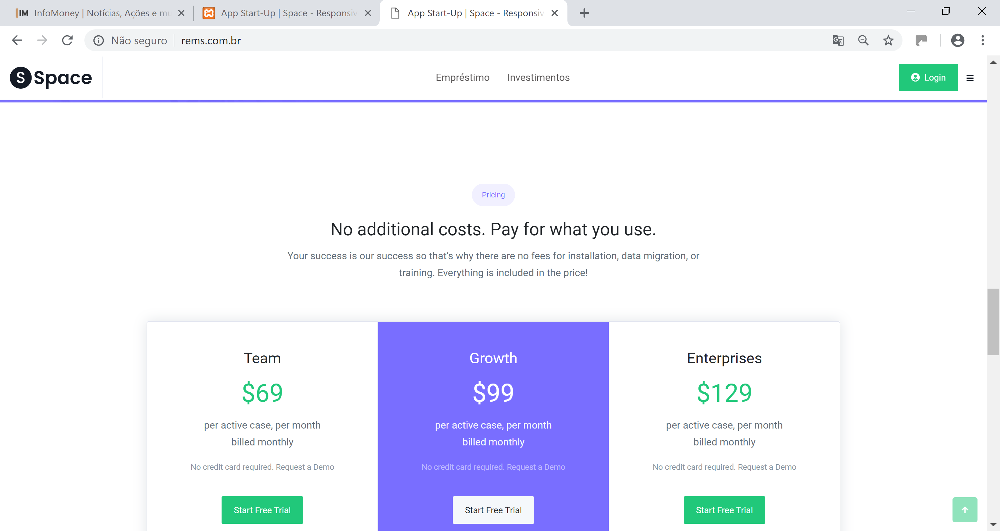 IM InfoMoney | Notícias, Ações e mu
App Start-Up | Space - Responsiv
App Start-Up | Space - Responsiv
Não seguro
rems.com.br
S Space
Empréstimo
Investimentos
Login
Pricing
No additional costs. Pay for what you use.
Your success is our success so that’s why there are no fees for installation, data migration, or
training. Everything is included in the price!
Team
$69
per active case, per month
billed monthly
No credit card required. Request a Demo
Start Free Trial
Growth
$99
per active case, per month
billed monthly
No credit card required. Request a Demo
Start Free Trial
Enterprises
$129
per active case, per month
billed monthly
No credit card required. Request a Demo
Start Free Trial